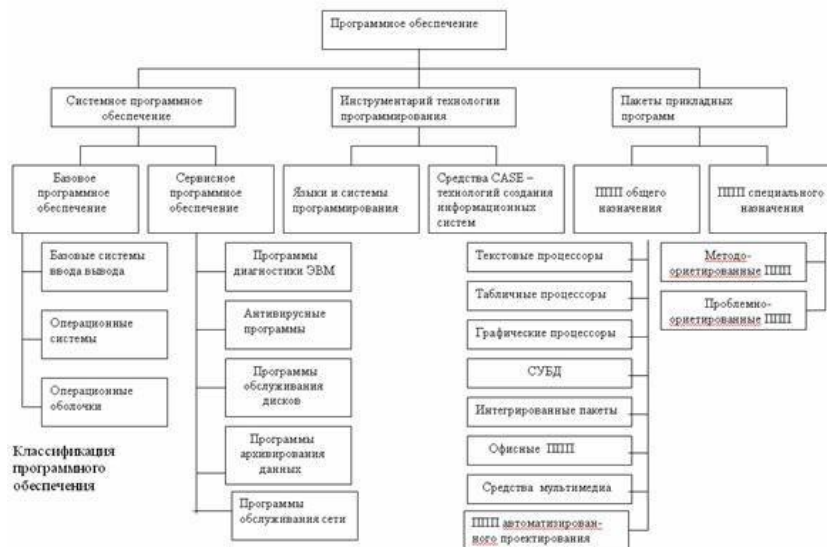 Программное обеспечение
Системное программное
обеспечение
Инструментарий технологии
программирования
Пакеты прикладных
программ
Базовое
программное
обеспечение
Сервисное
программное
обеспечение
Языки и системы
программирования
Средства CASE –
технологий создания
информационных
систем
ППП общего
назначения
ППП специального
назначения
Базовые системы
ввода вывода
Операционные
системы
Операционные
оболочки
Программы
диагностики ЭВМ
Антивирусные
программы
Программы
обслуживания
дисков
Программы
архивирования
данных
Программы
обслуживания сети
Текстовые процессоры
Табличные процессоры
Графические процессоры
СУБД
Интегрированные пакеты
Офисные ППП
Средства мультимедиа
ППП автоматизирован-
ного проектирования
Методо-
ориетированные ППП
Проблемно-
ориетированные ППП
Классификация
программного
обеспечения